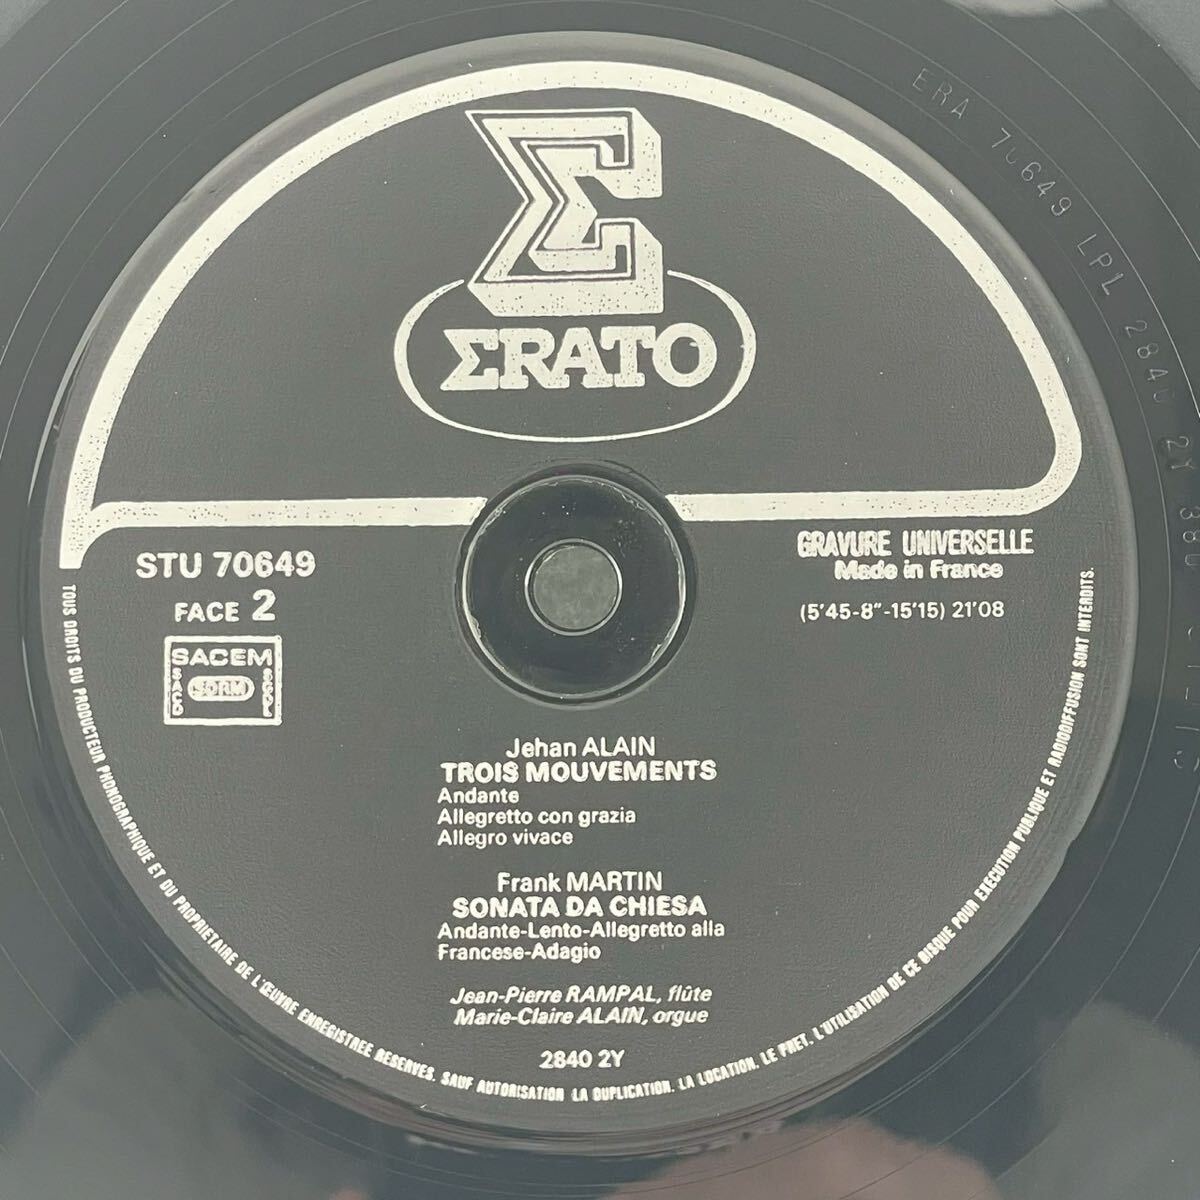 ΣRATO
STU 70649
FACE 2
SACEM
SACD
SDRM
SGDL
GRAVURE UNIVERSELLE
Made in France
(5'45-8"-15'15) 21'08
Jehan ALAIN
TROIS MOUVEMENTS
Andante
Allegretto con grazia
Allegro vivace
Frank MARTIN
SONATA DA CHIESA
Andante-Lento-Allegretto alla
Francese-Adagio
Jean-Pierre RAMPAL, flûte
Marie-Claire ALAIN, orgue
2840 2Y
TOUS DROITS DU PRODUCTEUR PHONOGRAPHIQUE ET DU PROPRIETAIRE DE L'ŒUVRE ENREGISTREE RESERVES. SAUF AUTORISATION LA DUPLICATION. LA LOCATION. LE PRET. L'UTILISATION DE CE DISQUE POUR EXECUTION PUBLIQUE ET RADIODIFFUSION SONT INTERDITS.
ERA 70649 LPL 2840 2Y 380